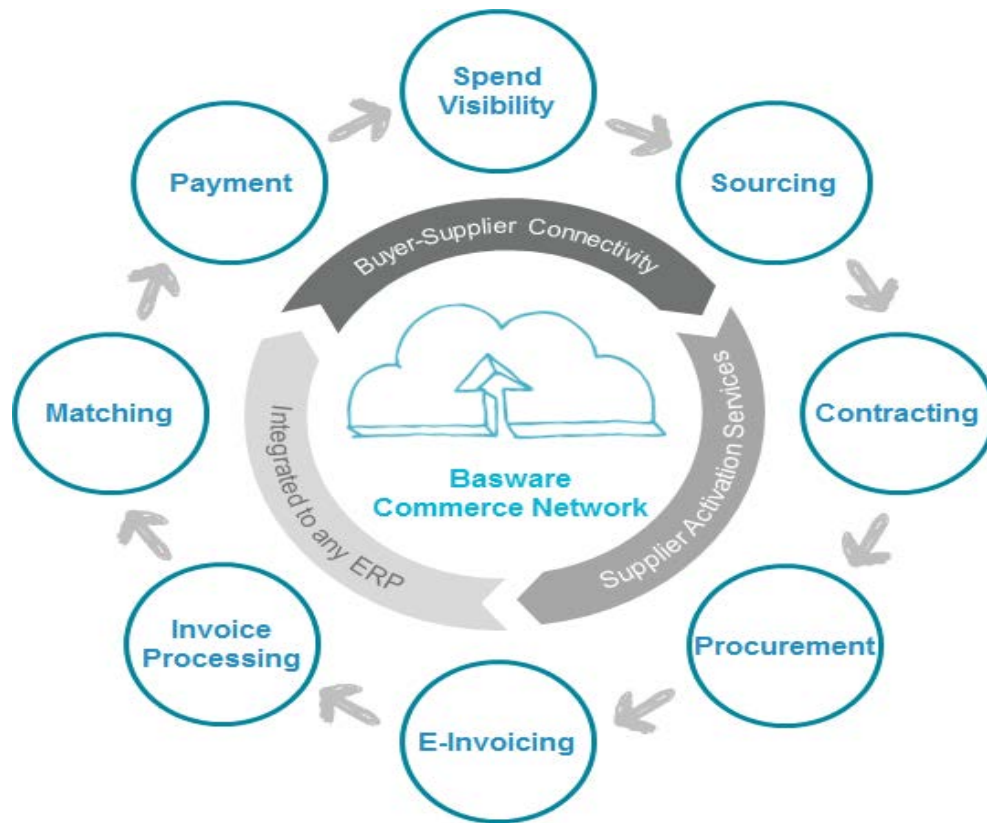 Spend
Visibility
Sourcing
Contracting
Procurement
E-Invoicing
Invoice
Processing
Matching
Payment
Buyer-Supplier Connectivity
Supplier Activation Services
Integrated to any ERP
Basware
Commerce Network